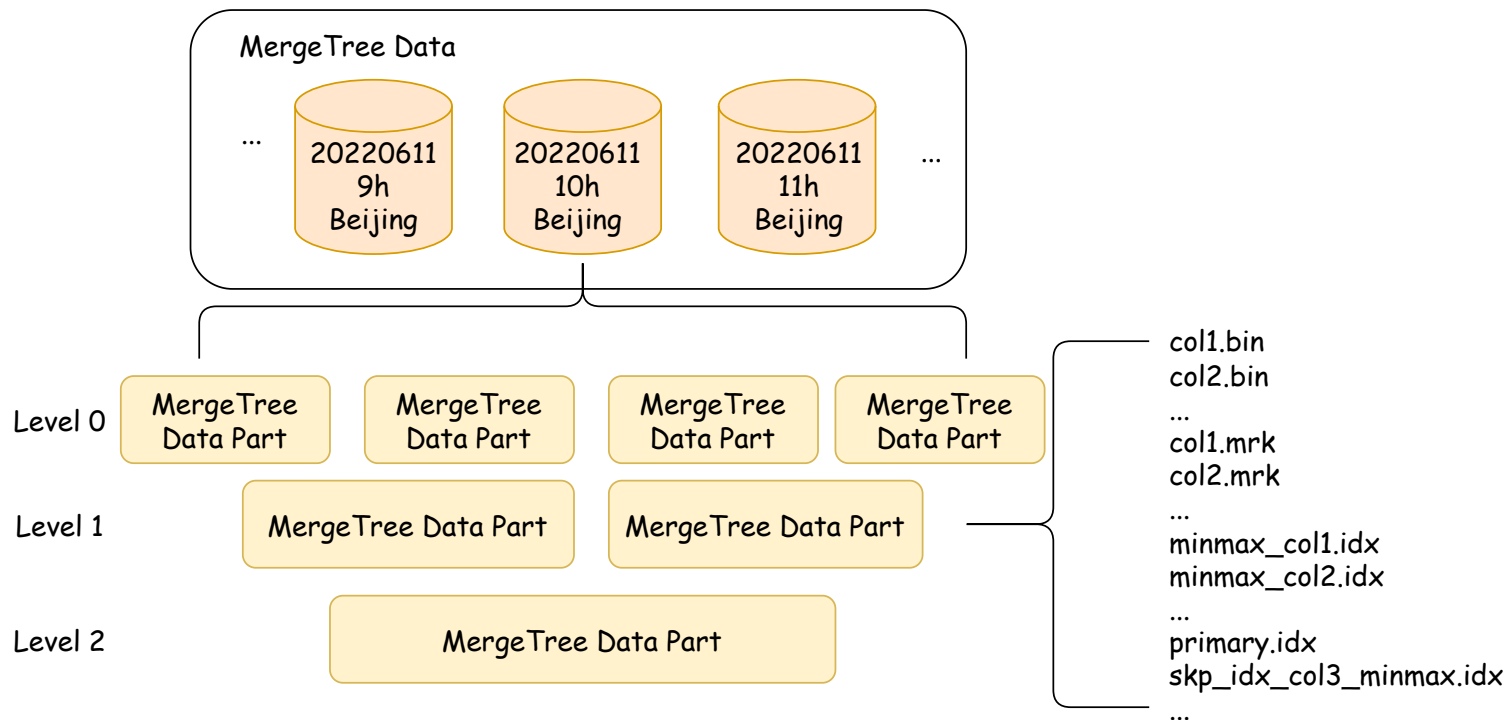 MergeTree Data
...
20220611
9h
Beijing
20220611
10h
Beijing
20220611
11h
Beijing
...
Level 0
MergeTree
Data Part
MergeTree
Data Part
MergeTree
Data Part
MergeTree
Data Part
Level 1
MergeTree Data Part
MergeTree Data Part
Level 2
MergeTree Data Part
col1.bin
col2.bin
...
col1.mrk
col2.mrk
...
minmax_col1.idx
minmax_col2.idx
...
primary.idx
skp_idx_col3_minmax.idx
...